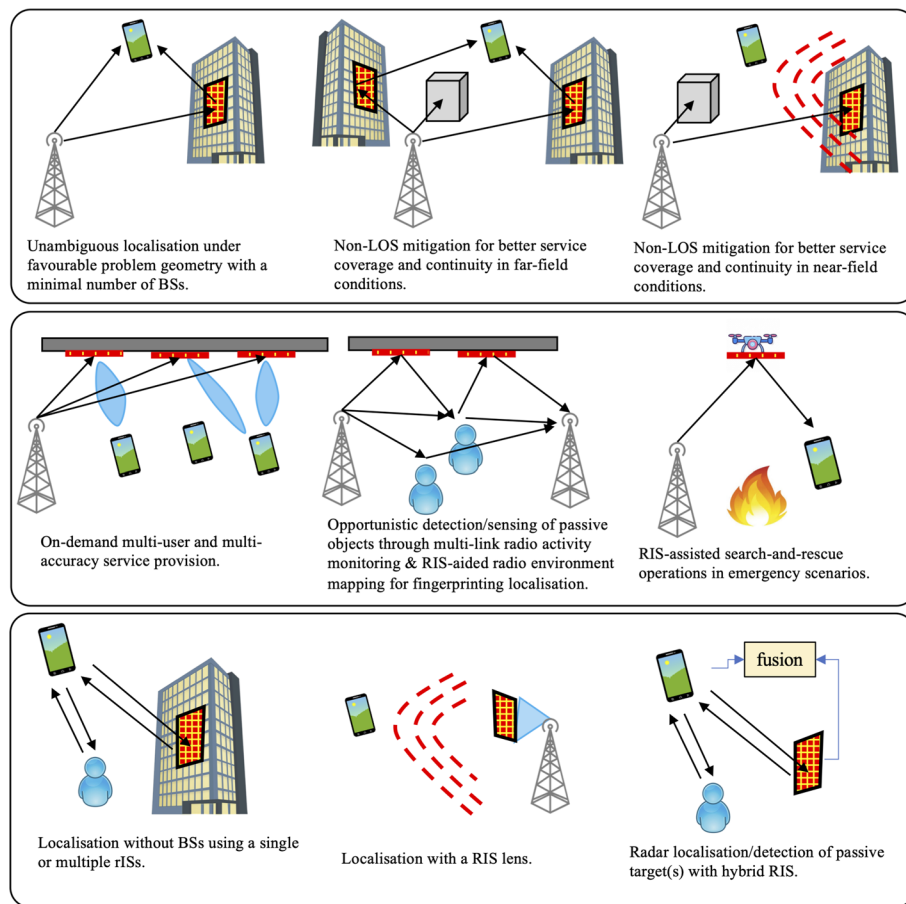 Unambiguous localisation under
favourable problem geometry with a
minimal number of BSs.
Non-LOS mitigation for better service
coverage and continuity in far-field
conditions.
Non-LOS mitigation for better service
coverage and continuity in near-field
conditions.
On-demand multi-user and multi-
accuracy service provision.
Opportunistic detection/sensing of passive
objects through multi-link radio activity
monitoring & RIS-aided radio environment
mapping for fingerprinting localisation.
RIS-assisted search-and-rescue
operations in emergency scenarios.
Localisation without BSs using a single
or multiple rISs.
Localisation with a RIS lens.
fusion
Radar localisation/detection of passive
target(s) with hybrid RIS.